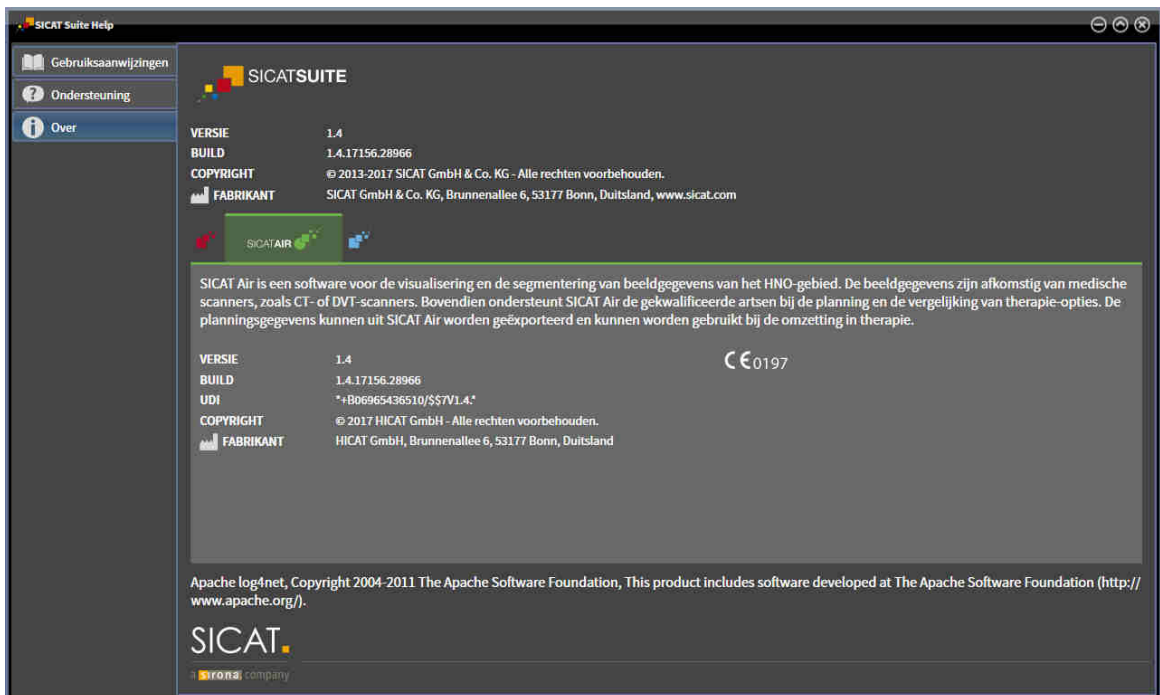 SICAT Suite Help
Gebruiksaanwijzingen
Ondersteuning
Over
SICATSUITE
VERSIE 1.4
BUILD 1.4.17156.28966
COPYRIGHT © 2013-2017 SICAT GmbH & Co. KG - Alle rechten voorbehouden.
FABRIKANT SICAT GmbH & Co. KG, Brunnenallee 6, 53177 Bonn, Duitsland, www.sicat.com
SICATAIR
SICAT Air is een software voor de visualisering en de segmentering van beeldgegevens van het HNO-gebied. De beeldgegevens zijn afkomstig van medische
scanners, zoals CT- of DVT-scanners. Bovendien ondersteunt SICAT Air de gekwalificeerde artsen bij de planning en de vergelijking van therapie-opties. De
planningsgegevens kunnen uit SICAT Air worden geëxporteerd en kunnen worden gebruikt bij de omzetting in therapie.
VERSIE 1.4 CE0197
BUILD 1.4.17156.28966
UDI *+B06965436510/$$7V1.4.*
COPYRIGHT © 2017 HICAT GmbH - Alle rechten voorbehouden.
FABRIKANT HICAT GmbH, Brunnenallee 6, 53177 Bonn, Duitsland
Apache log4net, Copyright 2004-2011 The Apache Software Foundation, This product includes software developed at The Apache Software Foundation (http://
www.apache.org/).
SICAT.
a sirona company